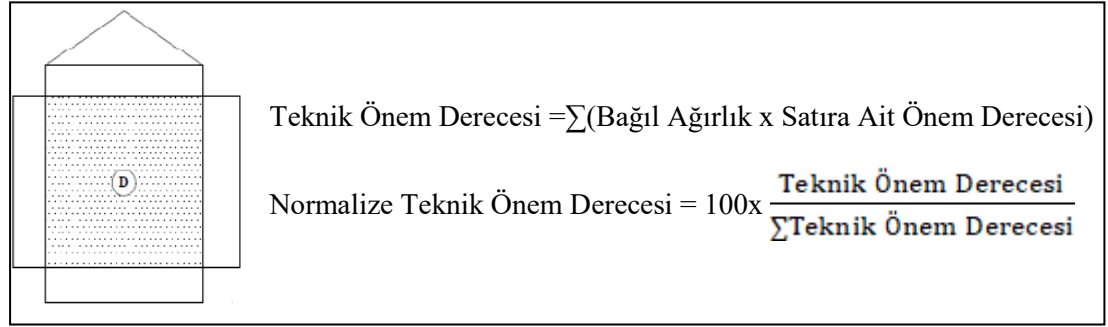 Teknik Önem Derecesi =∑(Bağıl Ağırlık x Satıra Ait Önem Derecesi)
D
Normalize Teknik Önem Derecesi = 100x Teknik Önem Derecesi
∑Teknik Önem Derecesi